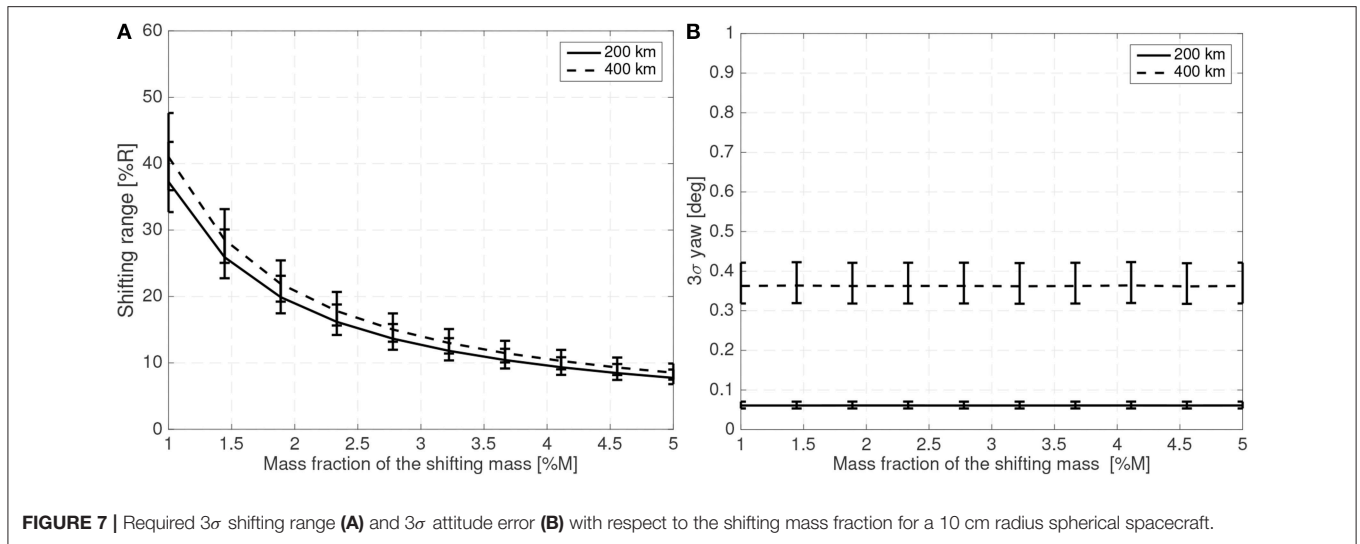 A
60
50
40
30
20
10
0
Shifting range [%R]
200 km
400 km
1 1.5 2 2.5 3 3.5 4 4.5 5
Mass fraction of the shifting mass [%M]
B
1
0.9
0.8
0.7
0.6
0.5
0.4
0.3
0.2
0.1
0
3σ yaw [deg]
200 km
400 km
1 1.5 2 2.5 3 3.5 4 4.5 5
Mass fraction of the shifting mass [%M]
FIGURE 7 | Required 3σ shifting range (A) and 3σ attitude error (B) with respect to the shifting mass fraction for a 10 cm radius spherical spacecraft.